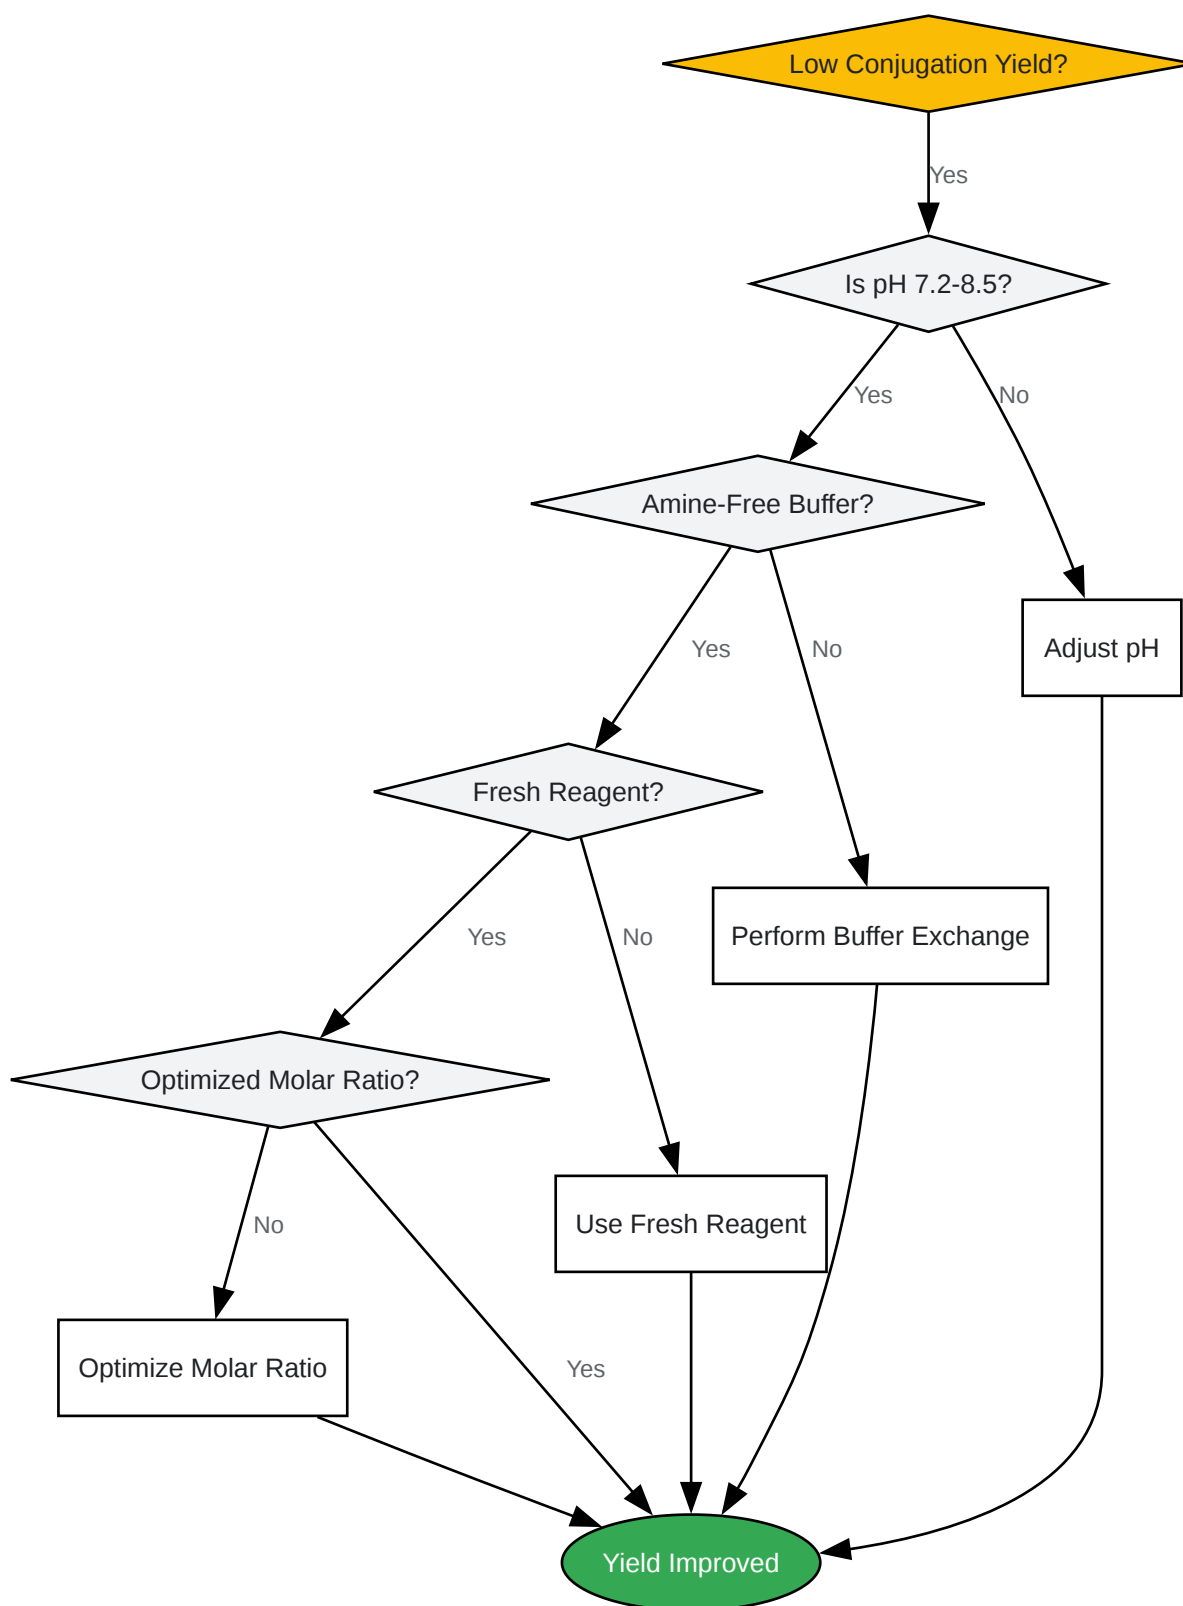 Low Conjugation Yield?
Yes
Is pH 7.2-8.5?
Yes
No
Amine-Free Buffer?
Yes
No
Adjust pH
Fresh Reagent?
Yes
No
Perform Buffer Exchange
Optimized Molar Ratio?
No
Use Fresh Reagent
Optimize Molar Ratio
Yes
Yield Improved